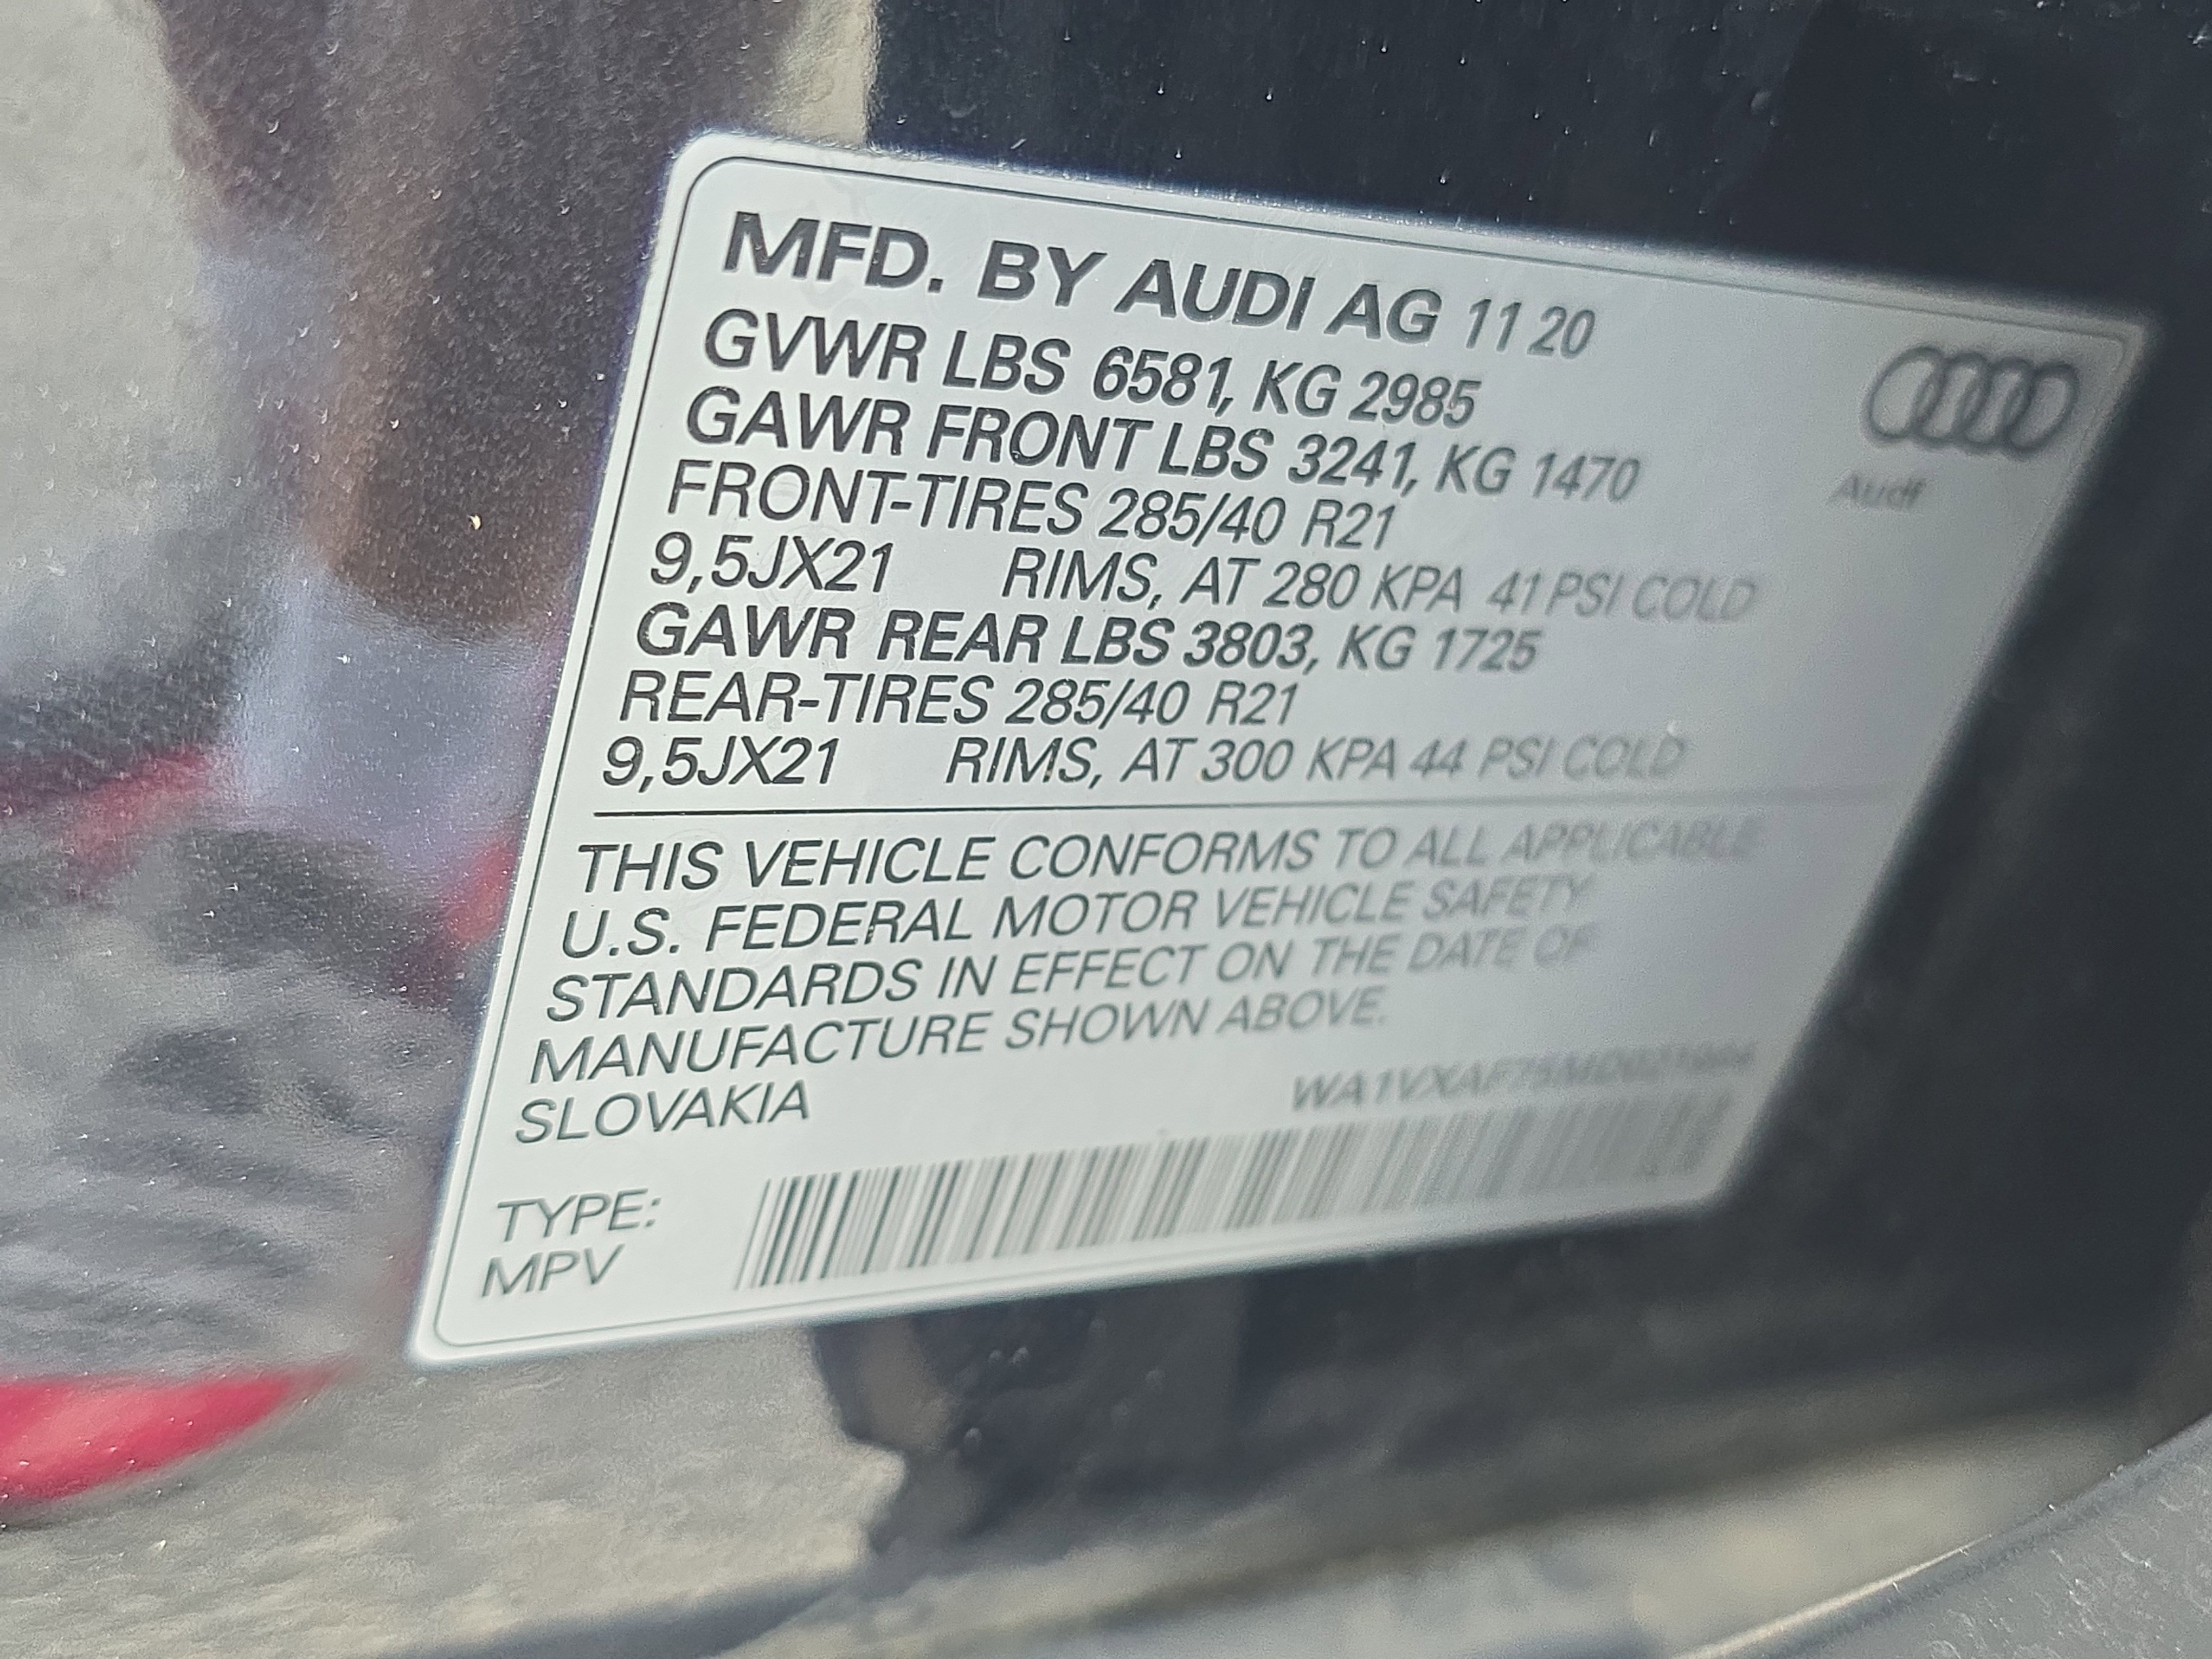 MFD. BY AUDI AG 11 20
GVWR LBS 6581, KG 2985
GAWR FRONT LBS 3241, KG 1470
Audi
FRONT-TIRES 285/40 R21
9,5JX21 RIMS, AT 280 KPA 41 PSI COLD
GAWR REAR LBS 3803, KG 1725
REAR-TIRES 285/40 R21
9,5JX21 RIMS, AT 300 KPA 44 PSI COLD
THIS VEHICLE CONFORMS TO ALL APPLICABLE
U.S. FEDERAL MOTOR VEHICLE SAFETY
STANDARDS IN EFFECT ON THE DATE OF
MANUFACTURE SHOWN ABOVE.
SLOVAKIA
TYPE:
MPV